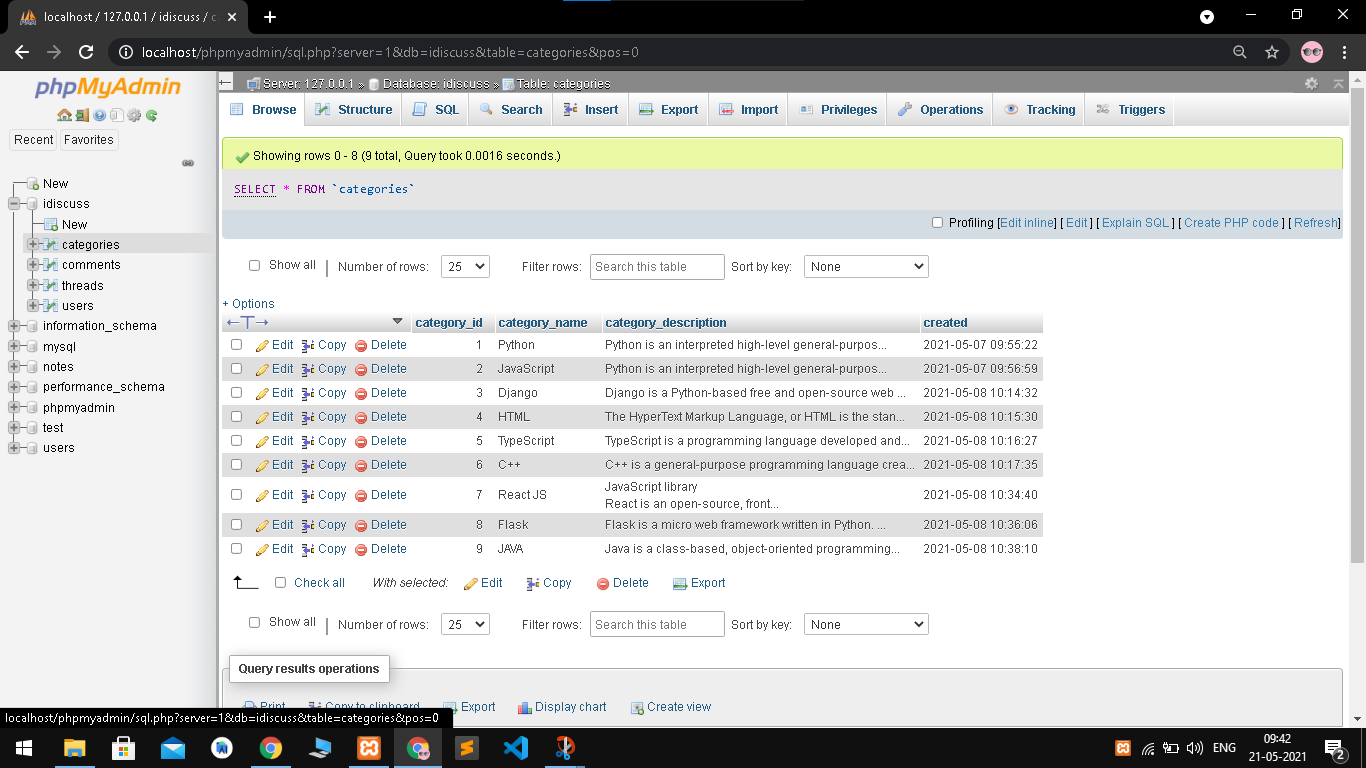 localhost / 127.0.0.1 / idiscuss / c
localhost/phpmyadmin/sql.php?server=1&db=idiscuss&table=categories&pos=0
phpMyAdmin
Recent Favorites
New
idiscuss
New
categories
comments
threads
users
information_schema
mysql
notes
performance_schema
phpmyadmin
test
users
Server: 127.0.0.1 » Database: idiscuss » Table: categories
Browse Structure SQL Search Insert Export Import Privileges Operations Tracking Triggers
Showing rows 0 - 8 (9 total, Query took 0.0016 seconds.)
SELECT * FROM `categories`
Profiling [Edit inline] [ Edit ] [ Explain SQL ] [ Create PHP code ] [ Refresh]
Show all | Number of rows: 25 Filter rows: Search this table Sort by key: None
+ Options
←T→ category_id category_name category_description created
Edit Copy Delete 1 Python Python is an interpreted high-level general-purpos... 2021-05-07 09:55:22
Edit Copy Delete 2 JavaScript Python is an interpreted high-level general-purpos... 2021-05-07 09:56:59
Edit Copy Delete 3 Django Django is a Python-based free and open-source web ... 2021-05-08 10:14:32
Edit Copy Delete 4 HTML The HyperText Markup Language, or HTML is the stan... 2021-05-08 10:15:30
Edit Copy Delete 5 TypeScript TypeScript is a programming language developed and... 2021-05-08 10:16:27
Edit Copy Delete 6 C++ C++ is a general-purpose programming language crea... 2021-05-08 10:17:35
Edit Copy Delete 7 React JS JavaScript library
React is an open-source, front... 2021-05-08 10:34:40
Edit Copy Delete 8 Flask Flask is a micro web framework written in Python. ... 2021-05-08 10:36:06
Edit Copy Delete 9 JAVA Java is a class-based, object-oriented programming... 2021-05-08 10:38:10
Check all With selected: Edit Copy Delete Export
Show all | Number of rows: 25 Filter rows: Search this table Sort by key: None
Query results operations
Print Copy to clipboard Export Display chart Create view
localhost/phpmyadmin/sql.php?server=1&db=idiscuss&table=categories&pos=0
ENG 09:42
21-05-2021 2